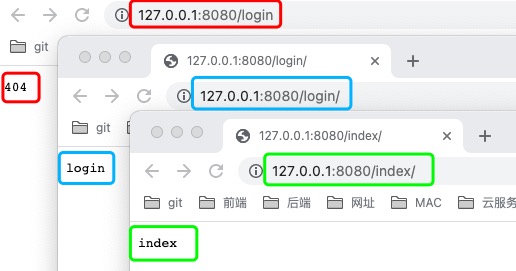 127.0.0.1:8080/login
git
404
127.0.0.1:8080/login/
127.0.0.1:8080/login/
git
login
127.0.0.1:8080/index/
127.0.0.1:8080/index/
git 前端 后端 网址 MAC 云服务
index